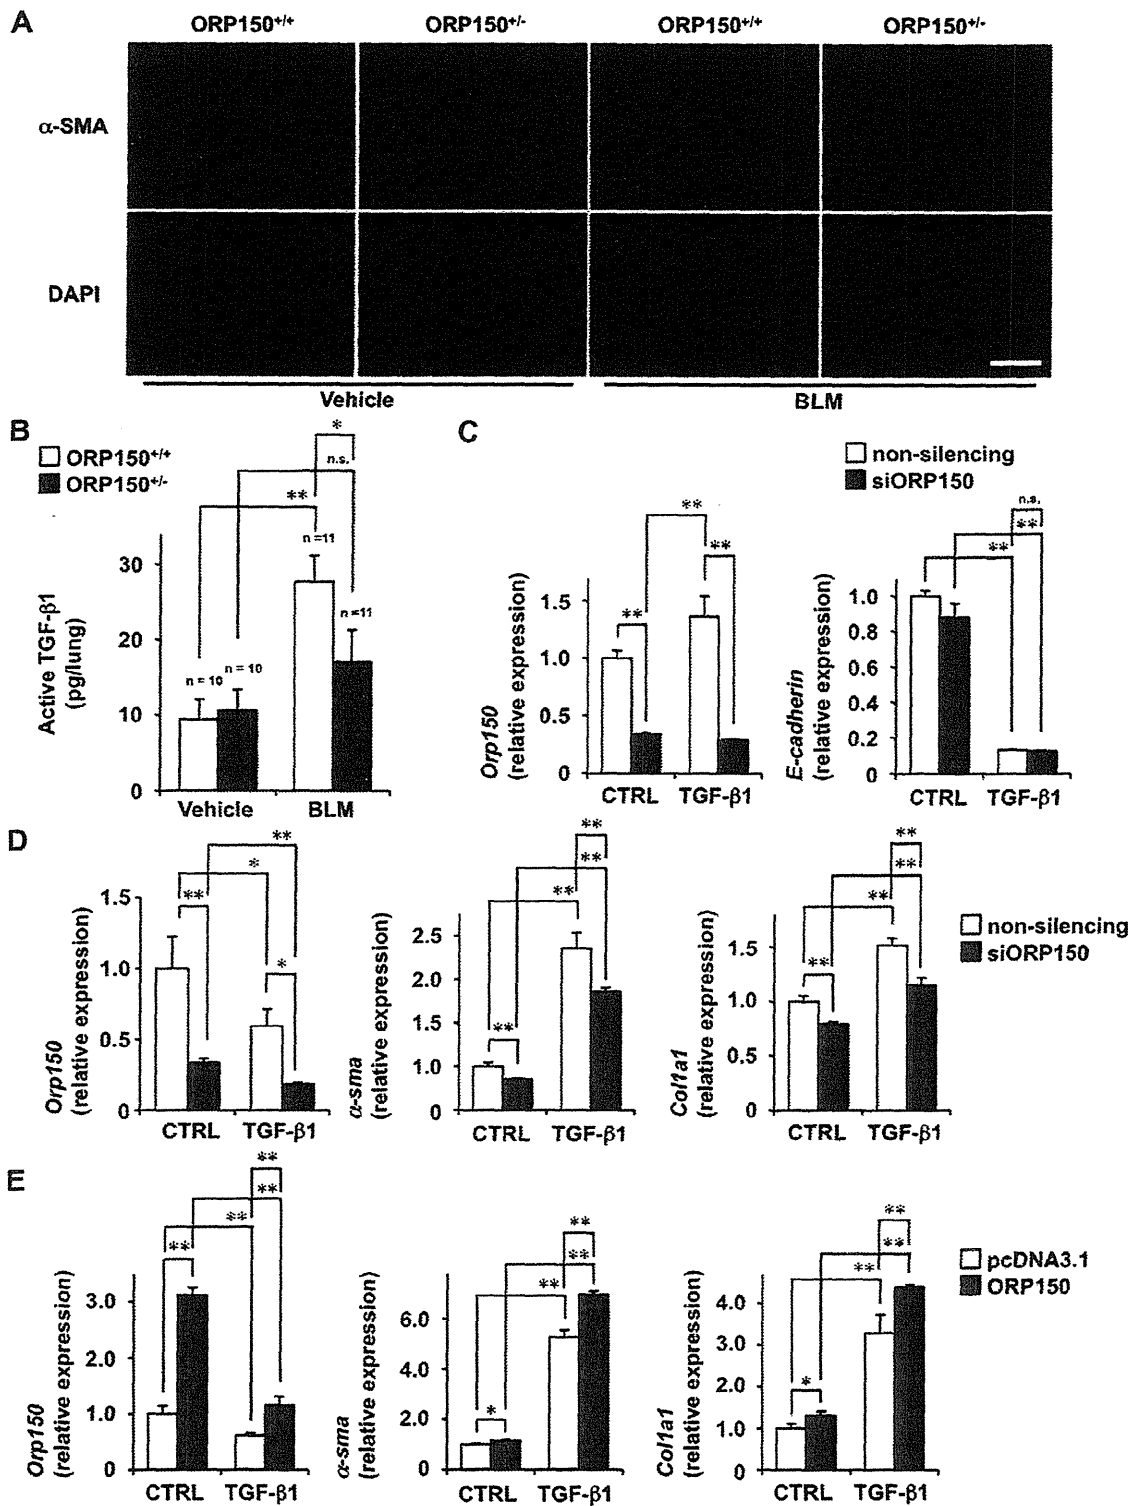 A
ORP150+/+ ORP150+/- ORP150+/+ ORP150+/-
α-SMA
DAPI
Vehicle BLM
B
ORP150+/+
ORP150+/-
*
n.s.
**
n =11
n =11
n = 10
n = 10
Active TGF-β1
(pg/lung)
30
20
10
0
Vehicle BLM
C
non-silencing
siORP150
**
**
**
Orp150
(relative expression)
1.5
1.0
0.5
0
CTRL TGF-β1
n.s.
**
**
E-cadherin
(relative expression)
1.0
0.8
0.6
0.4
0.2
0
CTRL TGF-β1
D
**
*
**
*
Orp150
(relative expression)
1.5
1.0
0.5
0
CTRL TGF-β1
**
**
**
**
α-sma
(relative expression)
2.5
2.0
1.5
1.0
0
CTRL TGF-β1
**
**
**
**
Col1a1
(relative expression)
1.5
1.0
0.5
0
CTRL TGF-β1
non-silencing
siORP150
E
**
**
**
**
Orp150
(relative expression)
3.0
2.0
1.0
0
CTRL TGF-β1
**
**
**
*
α-sma
(relative expression)
6.0
4.0
2.0
0
CTRL TGF-β1
**
**
**
*
Col1a1
(relative expression)
4.0
3.0
2.0
1.0
0
CTRL TGF-β1
pcDNA3.1
ORP150